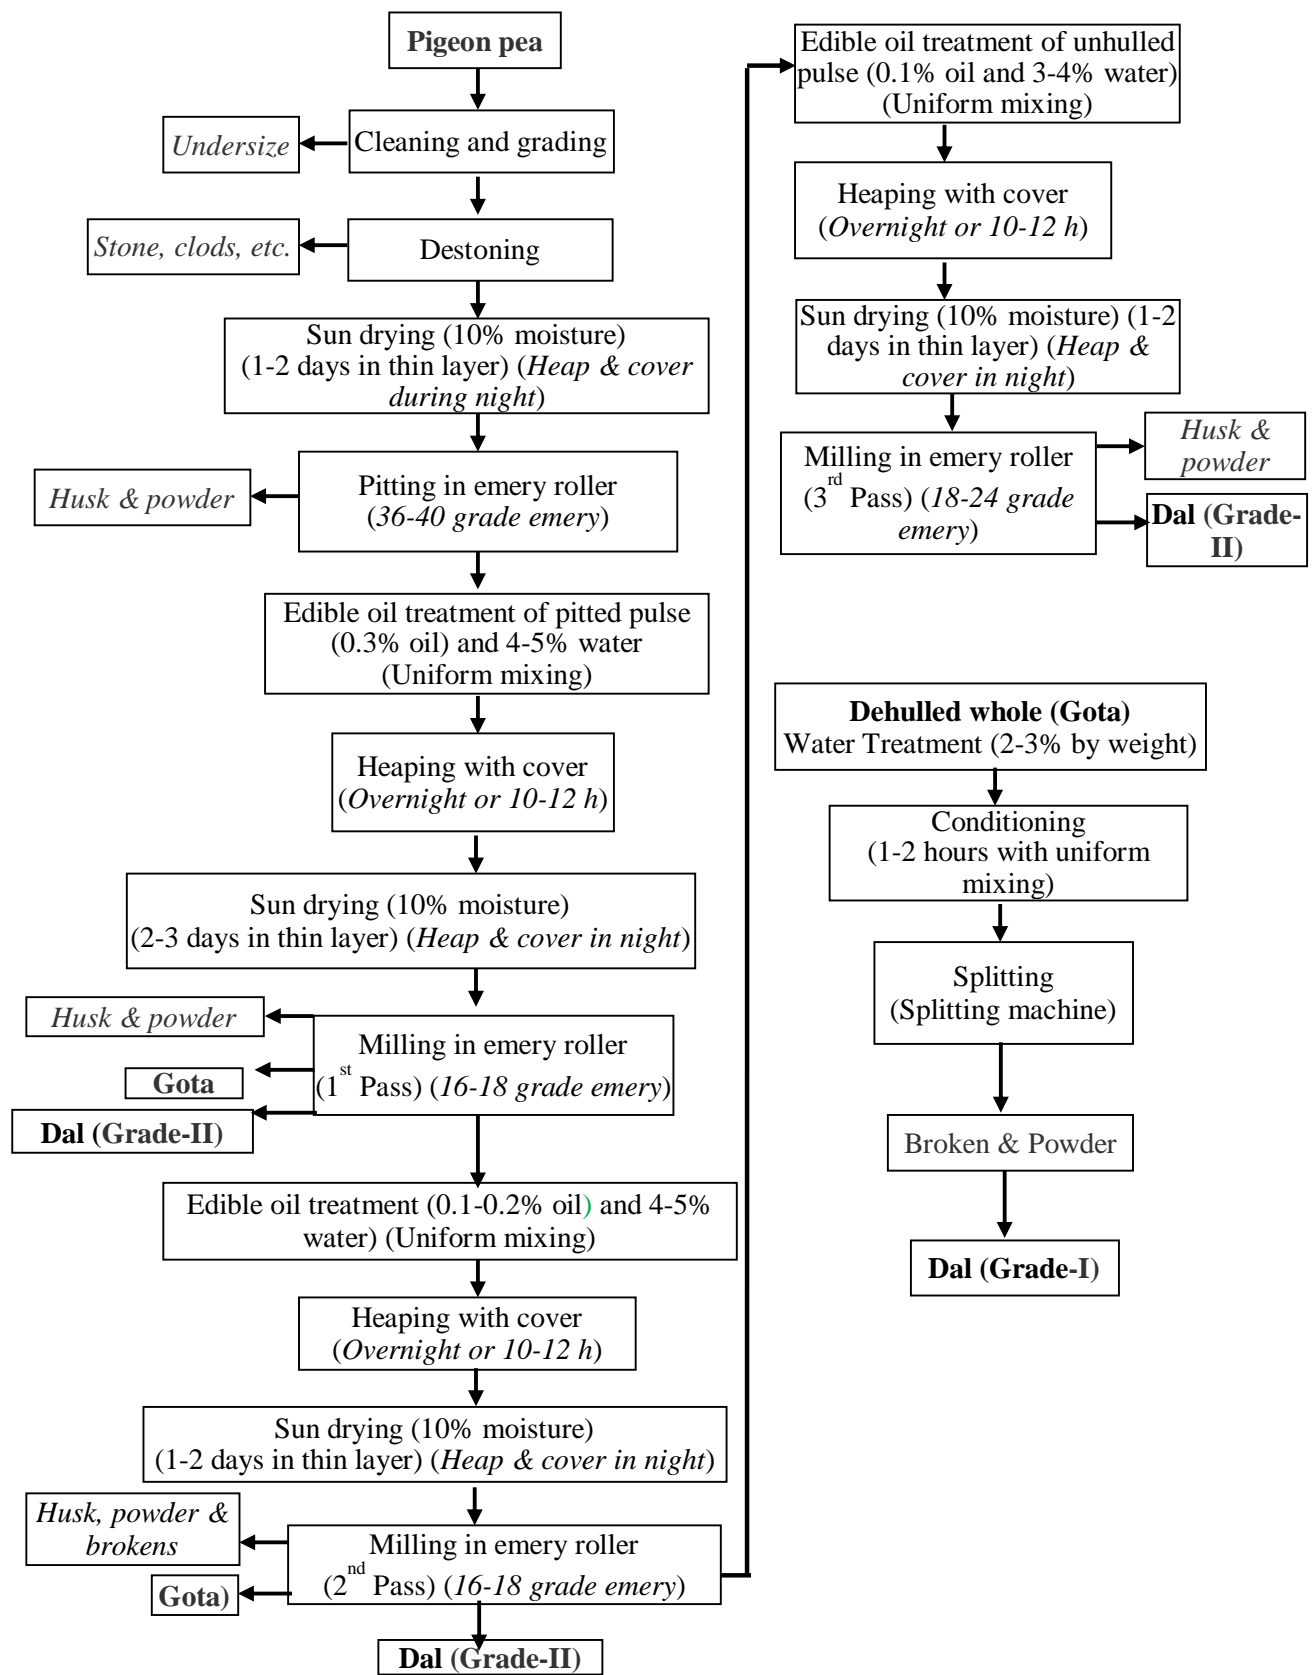 Pigeon pea
Undersize
Cleaning and grading
Stone, clods, etc.
Destoning
Sun drying (10% moisture)
(1-2 days in thin layer) (Heap & cover
during night)
Husk & powder
Pitting in emery roller
(36-40 grade emery)
Edible oil treatment of pitted pulse
(0.3% oil) and 4-5% water
(Uniform mixing)
Heaping with cover
(Overnight or 10-12 h)
Sun drying (10% moisture)
(2-3 days in thin layer) (Heap & cover in night)
Husk & powder
Gota
Dal (Grade-II)
Milling in emery roller
(1st Pass) (16-18 grade emery)
Edible oil treatment (0.1-0.2% oil) and 4-5%
water) (Uniform mixing)
Heaping with cover
(Overnight or 10-12 h)
Sun drying (10% moisture)
(1-2 days in thin layer) (Heap & cover in night)
Husk, powder &
brokens
Gota)
Milling in emery roller
(2nd Pass) (16-18 grade emery)
Dal (Grade-II)
Edible oil treatment of unhulled
pulse (0.1% oil and 3-4% water)
(Uniform mixing)
Heaping with cover
(Overnight or 10-12 h)
Sun drying (10% moisture) (1-2
days in thin layer) (Heap &
cover in night)
Milling in emery roller
(3rd Pass) (18-24 grade
emery)
Husk &
powder
Dal (Grade-
II)
Dehulled whole (Gota)
Water Treatment (2-3% by weight)
Conditioning
(1-2 hours with uniform
mixing)
Splitting
(Splitting machine)
Broken & Powder
Dal (Grade-I)